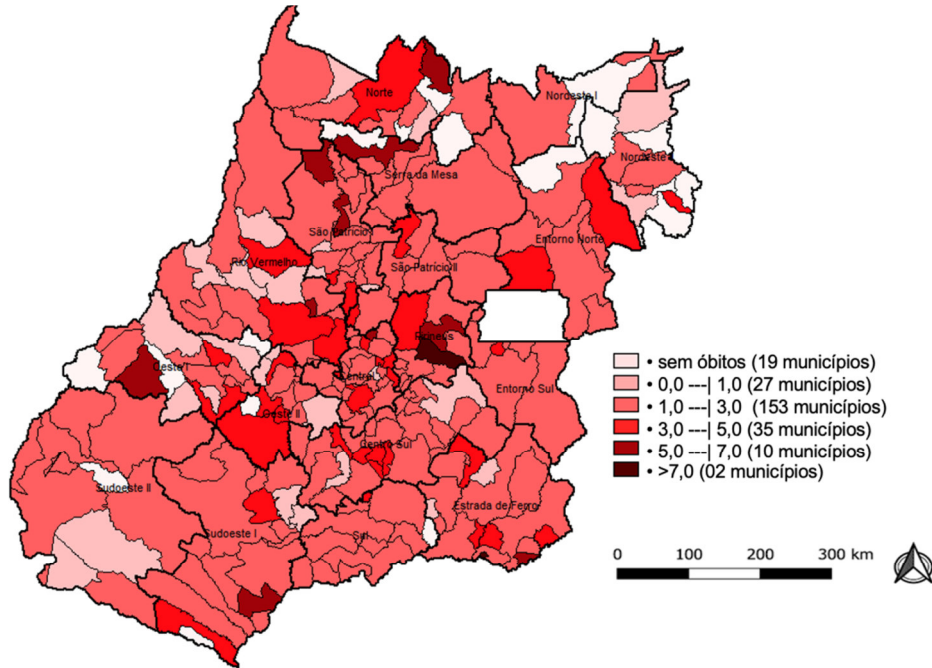 Norte
Nordeste I
Nordeste
Serra da Mesa
São Patrício I
Entorno Norte
Rio Vermelho
São Patrício II
Pirineus
Oeste I
Central
Entorno Sul
Oeste II
Centro Sul
Sudoeste II
Estrada de Ferro
Sudoeste I
Sul
• sem óbitos (19 municípios)
• 0,0 ---| 1,0 (27 municípios)
• 1,0 ---| 3,0 (153 municípios)
• 3,0 ---| 5,0 (35 municípios)
• 5,0 ---| 7,0 (10 municípios)
• >7,0 (02 municípios)
0 100 200 300 km